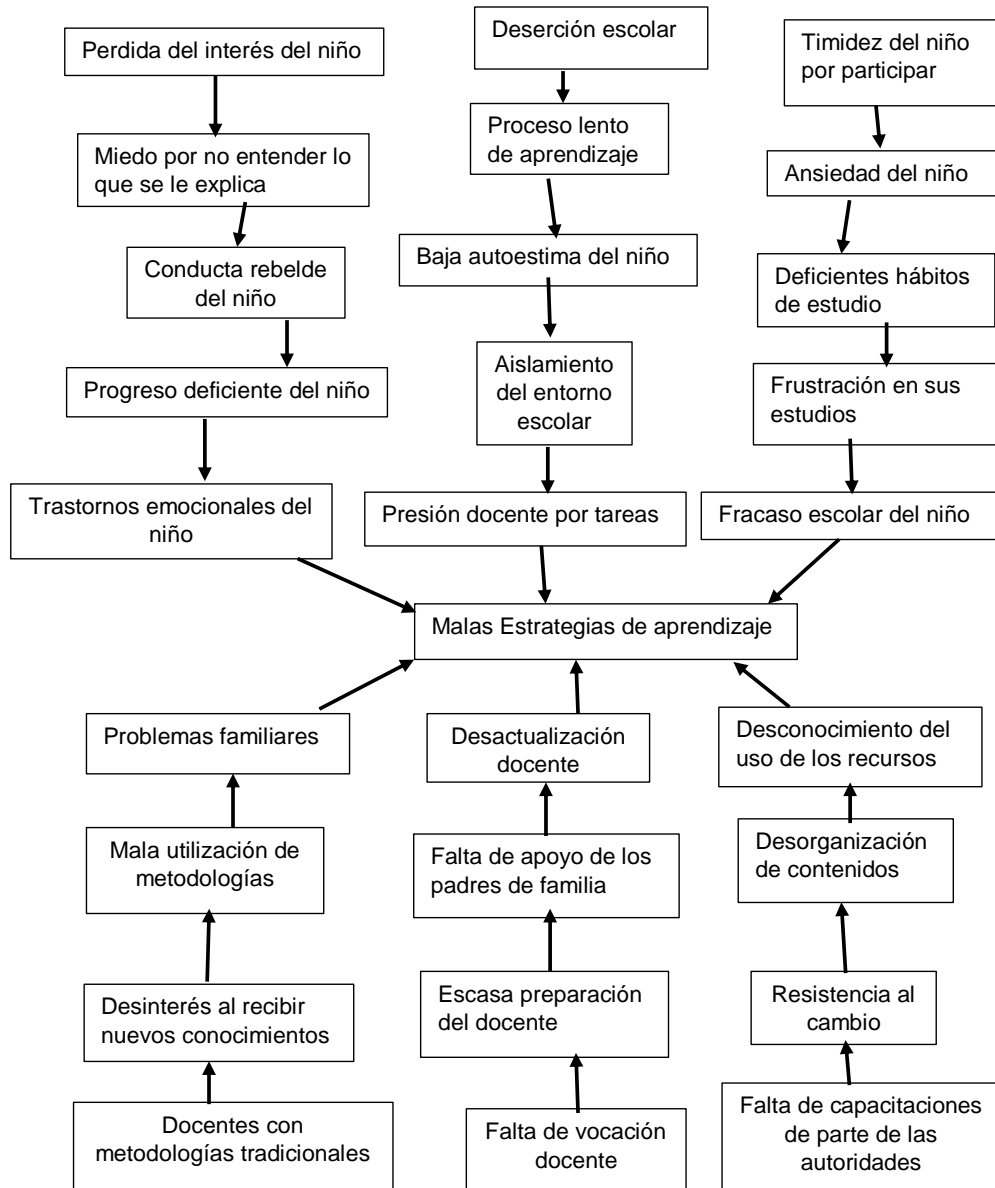 Perdida del interés del niño
Miedo por no entender lo
que se le explica
Conducta rebelde
del niño
Progreso deficiente del niño
Trastornos emocionales del
niño
Deserción escolar
Proceso lento
de aprendizaje
Baja autoestima del niño
Aislamiento
del entorno
escolar
Presión docente por tareas
Timidez del niño
por participar
Ansiedad del niño
Deficientes hábitos
de estudio
Frustración en sus
estudios
Fracaso escolar del niño
Malas Estrategias de aprendizaje
Problemas familiares
Mala utilización de
metodologías
Desinterés al recibir
nuevos conocimientos
Docentes con
metodologías tradicionales
Desactualización
docente
Falta de apoyo de los
padres de familia
Escasa preparación
del docente
Falta de vocación
docente
Desconocimiento del
uso de los recursos
Desorganización
de contenidos
Resistencia al
cambio
Falta de capacitaciones
de parte de las
autoridades